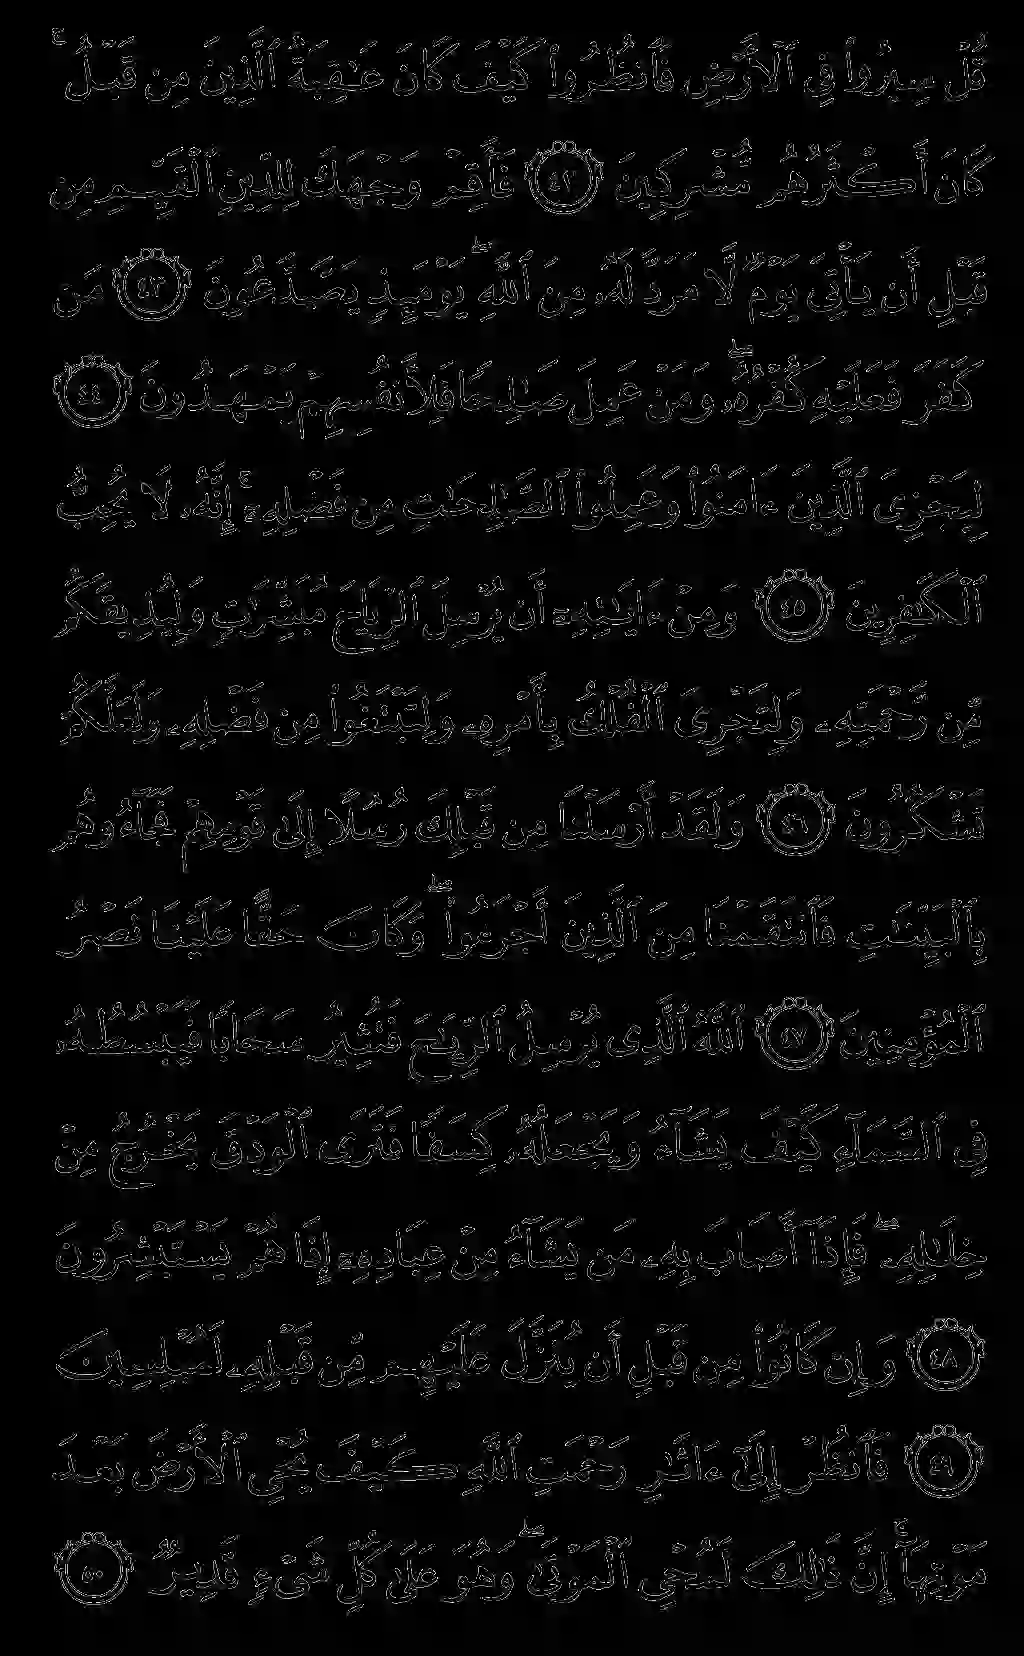 قُلْ سِيرُوا۟ فِى ٱلْأَرْضِ فَٱنظُرُوا۟ كَيْفَ كَانَ عَـٰقِبَةُ ٱلَّذِينَ مِن قَبْلُ ۚ
كَانَ أَكْثَرُهُم مُّشْرِكِينَ ٤٢ فَأَقِمْ وَجْهَكَ لِلدِّينِ ٱلْقَيِّمِ مِن
قَبْلِ أَن يَأْتِىَ يَوْمٌ لَّا مَرَدَّ لَهُۥ مِنَ ٱللَّهِ ۖ يَوْمَئِذٍ يَصَّدَّعُونَ ٤٣ مَن
كَفَرَ فَعَلَيْهِ كُفْرُهُۥ ۖ وَمَنْ عَمِلَ صَـٰلِحًا فَلِأَنفُسِهِمْ يَمْهَدُونَ ٤٤
لِيَجْزِىَ ٱلَّذِينَ ءَامَنُوا۟ وَعَمِلُوا۟ ٱلصَّـٰلِحَـٰتِ مِن فَضْلِهِۦٓ ۚ إِنَّهُۥ لَا يُحِبُّ
ٱلْكَـٰفِرِينَ ٤٥ وَمِنْ ءَايَـٰتِهِۦٓ أَن يُرْسِلَ ٱلرِّيَاحَ مُبَشِّرَٰتٍ وَلِيُذِيقَكُم
مِّن رَّحْمَتِهِۦ وَلِتَجْرِىَ ٱلْفُلْكُ بِأَمْرِهِۦ وَلِتَبْتَغُوا۟ مِن فَضْلِهِۦ وَلَعَلَّكُمْ
تَشْكُرُونَ ٤٦ وَلَقَدْ أَرْسَلْنَا مِن قَبْلِكَ رُسُلًا إِلَىٰ قَوْمِهِمْ فَجَآءُوهُم
بِٱلْبَيِّنَـٰتِ فَٱنتَقَمْنَا مِنَ ٱلَّذِينَ أَجْرَمُوا۟ ۖ وَكَانَ حَقًّا عَلَيْنَا نَصْرُ
ٱلْمُؤْمِنِينَ ٤٧ ٱللَّهُ ٱلَّذِى يُرْسِلُ ٱلرِّيَـٰحَ فَتُثِيرُ سَحَابًا فَيَبْسُطُهُۥ
فِى ٱلسَّمَآءِ كَيْفَ يَشَآءُ وَيَجْعَلُهُۥ كِسَفًا فَتَرَى ٱلْوَدْقَ يَخْرُجُ مِنْ
خِلَـٰلِهِۦ ۖ فَإِذَآ أَصَابَ بِهِۦ مَن يَشَآءُ مِنْ عِبَادِهِۦٓ إِذَا هُمْ يَسْتَبْشِرُونَ
٤٨ وَإِن كَانُوا۟ مِن قَبْلِ أَن يُنَزَّلَ عَلَيْهِم مِّن قَبْلِهِۦ لَمُبْلِسِينَ
٤٩ فَٱنظُرْ إِلَىٰٓ ءَاثَـٰرِ رَحْمَتِ ٱللَّهِ كَيْفَ يُحْىِ ٱلْأَرْضَ بَعْدَ
مَوْتِهَآ ۚ إِنَّ ذَٰلِكَ لَمُحْىِ ٱلْمَوْتَىٰ ۖ وَهُوَ عَلَىٰ كُلِّ شَىْءٍ قَدِيرٌ ٥٠